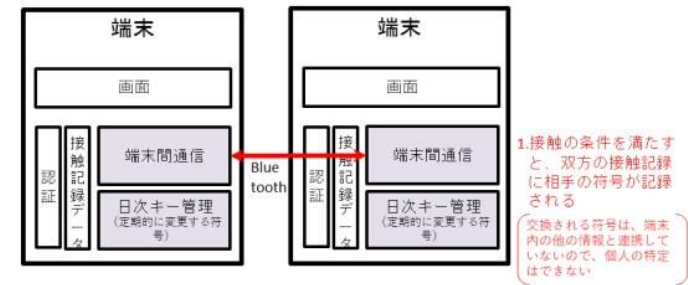 端末
画面
認証
接触記録データ
端末間通信
日次キー管理
(定期的に変更する符
号)
Blue
tooth
端末
画面
認証
接触記録データ
端末間通信
日次キー管理
(定期的に変更する符
号)
1.接触の条件を満たす
と、双方の接触記録
に相手の符号が記録
される
交換される符号は、端末
内の他の情報と連携して
いないので、個人の特定
はできない